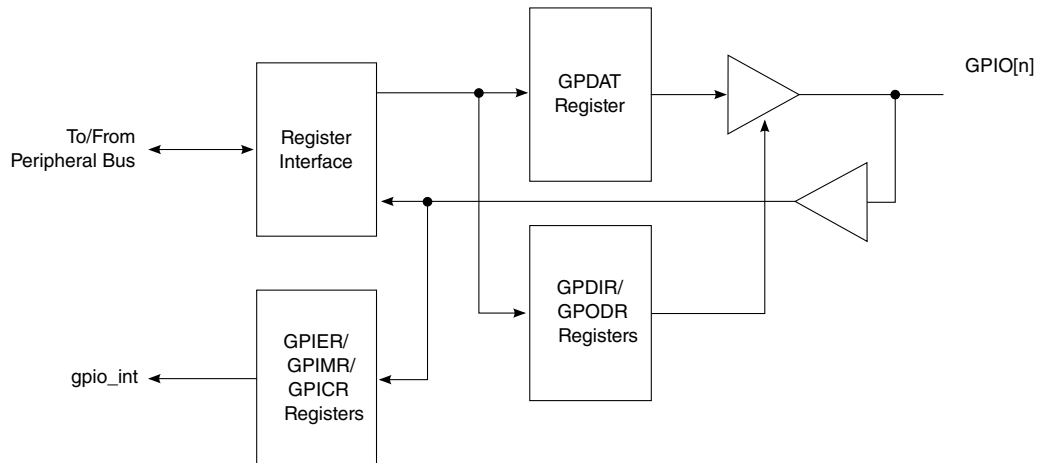 GPDAT
Register
GPIO[n]
To/From
Peripheral Bus
Register
Interface
GPDIR/
GPODR
Registers
GPIER/
GPIMR/
GPICR
Registers
gpio_int